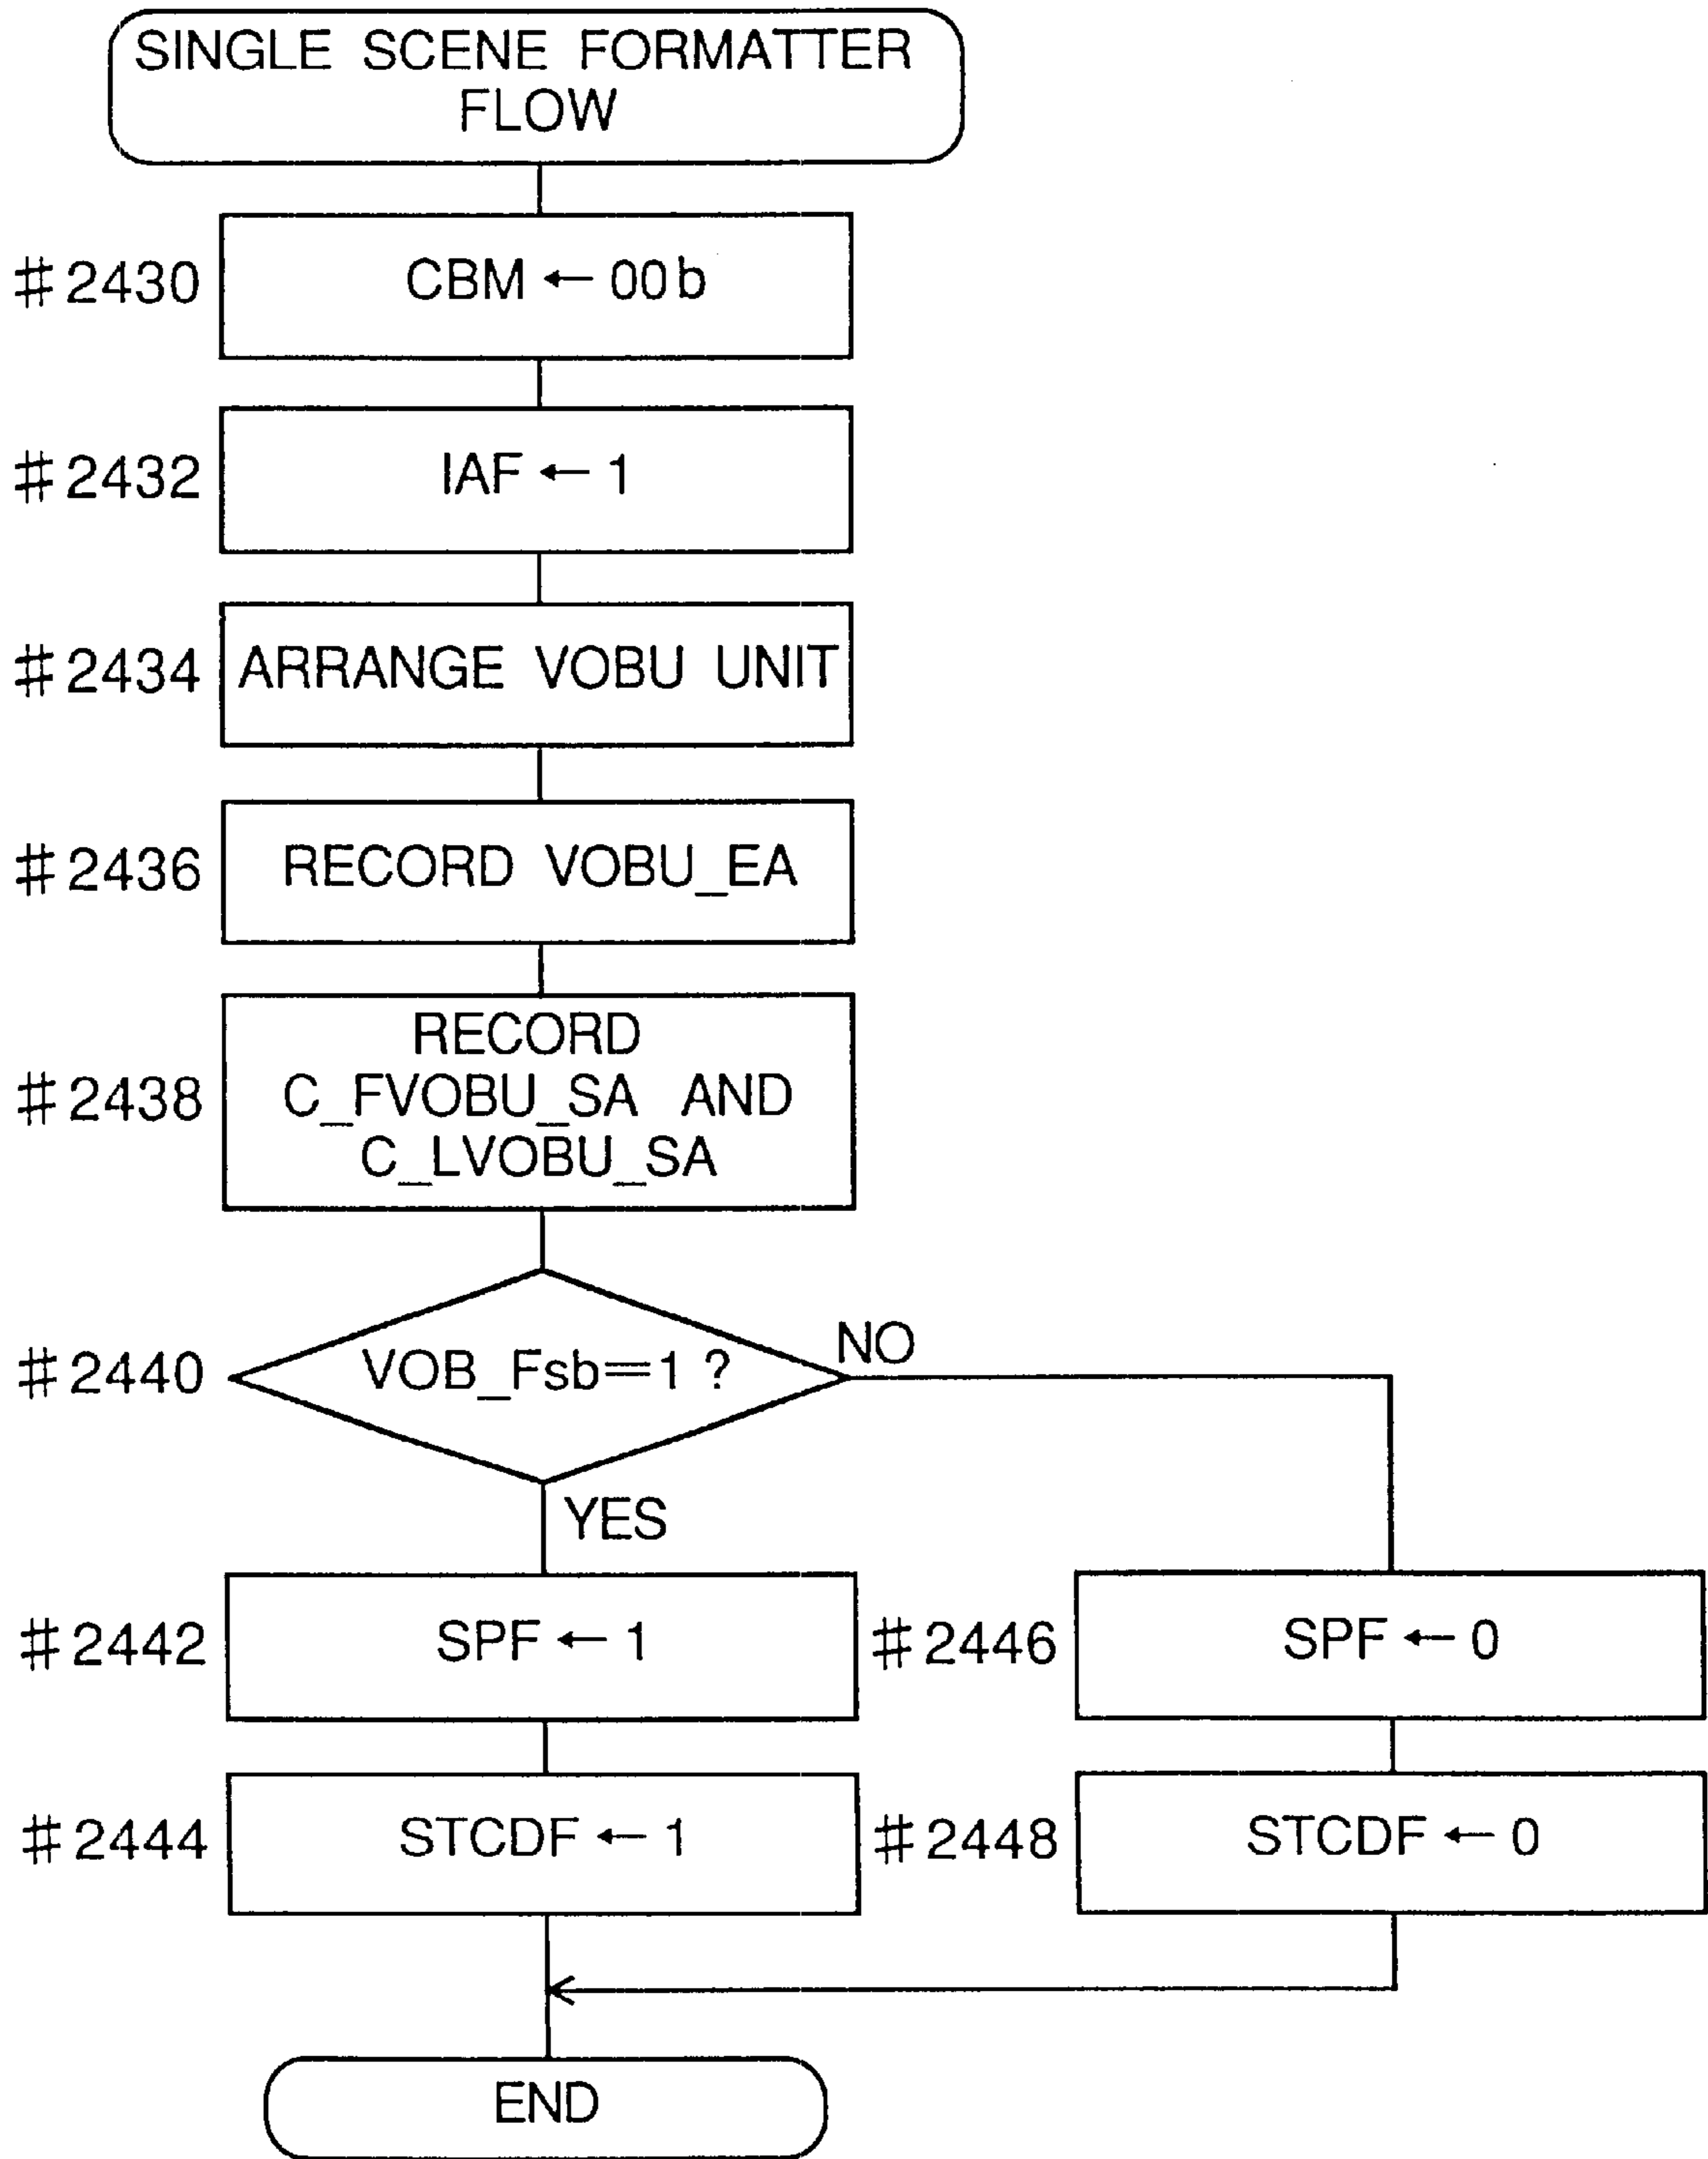 SINGLE SCENE FORMATTER
FLOW
#2430
CBM ← 00b
#2432
IAF ← 1
#2434
ARRANGE VOBU UNIT
#2436
RECORD VOBU_EA
#2438
RECORD
C_FVOBU_SA AND
C_LVOBU_SA
#2440
VOB_Fsb=1 ?
NO
YES
#2442
SPF ← 1
#2446
SPF ← 0
#2444
STCDF ← 1
#2448
STCDF ← 0
END